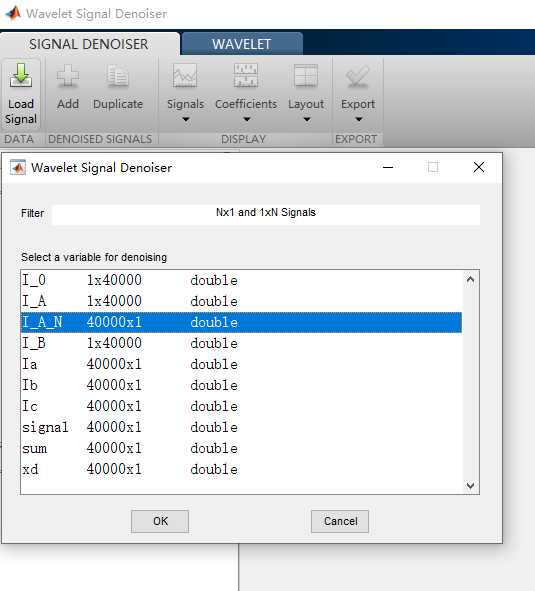 Wavelet Signal Denoiser
SIGNAL DENOISER WAVELET
Load Signal Add Duplicate Signals Coefficients Layout Export
DATA DENOISED SIGNALS DISPLAY EXPORT
Wavelet Signal Denoiser
Filter Nx1 and 1xN Signals
Select a variable for denoising
I_0 1x40000 double
I_A 1x40000 double
I_A_N 40000x1 double
I_B 1x40000 double
Ia 40000x1 double
Ib 40000x1 double
Ic 40000x1 double
signal 40000x1 double
sum 40000x1 double
xd 40000x1 double
OK Cancel